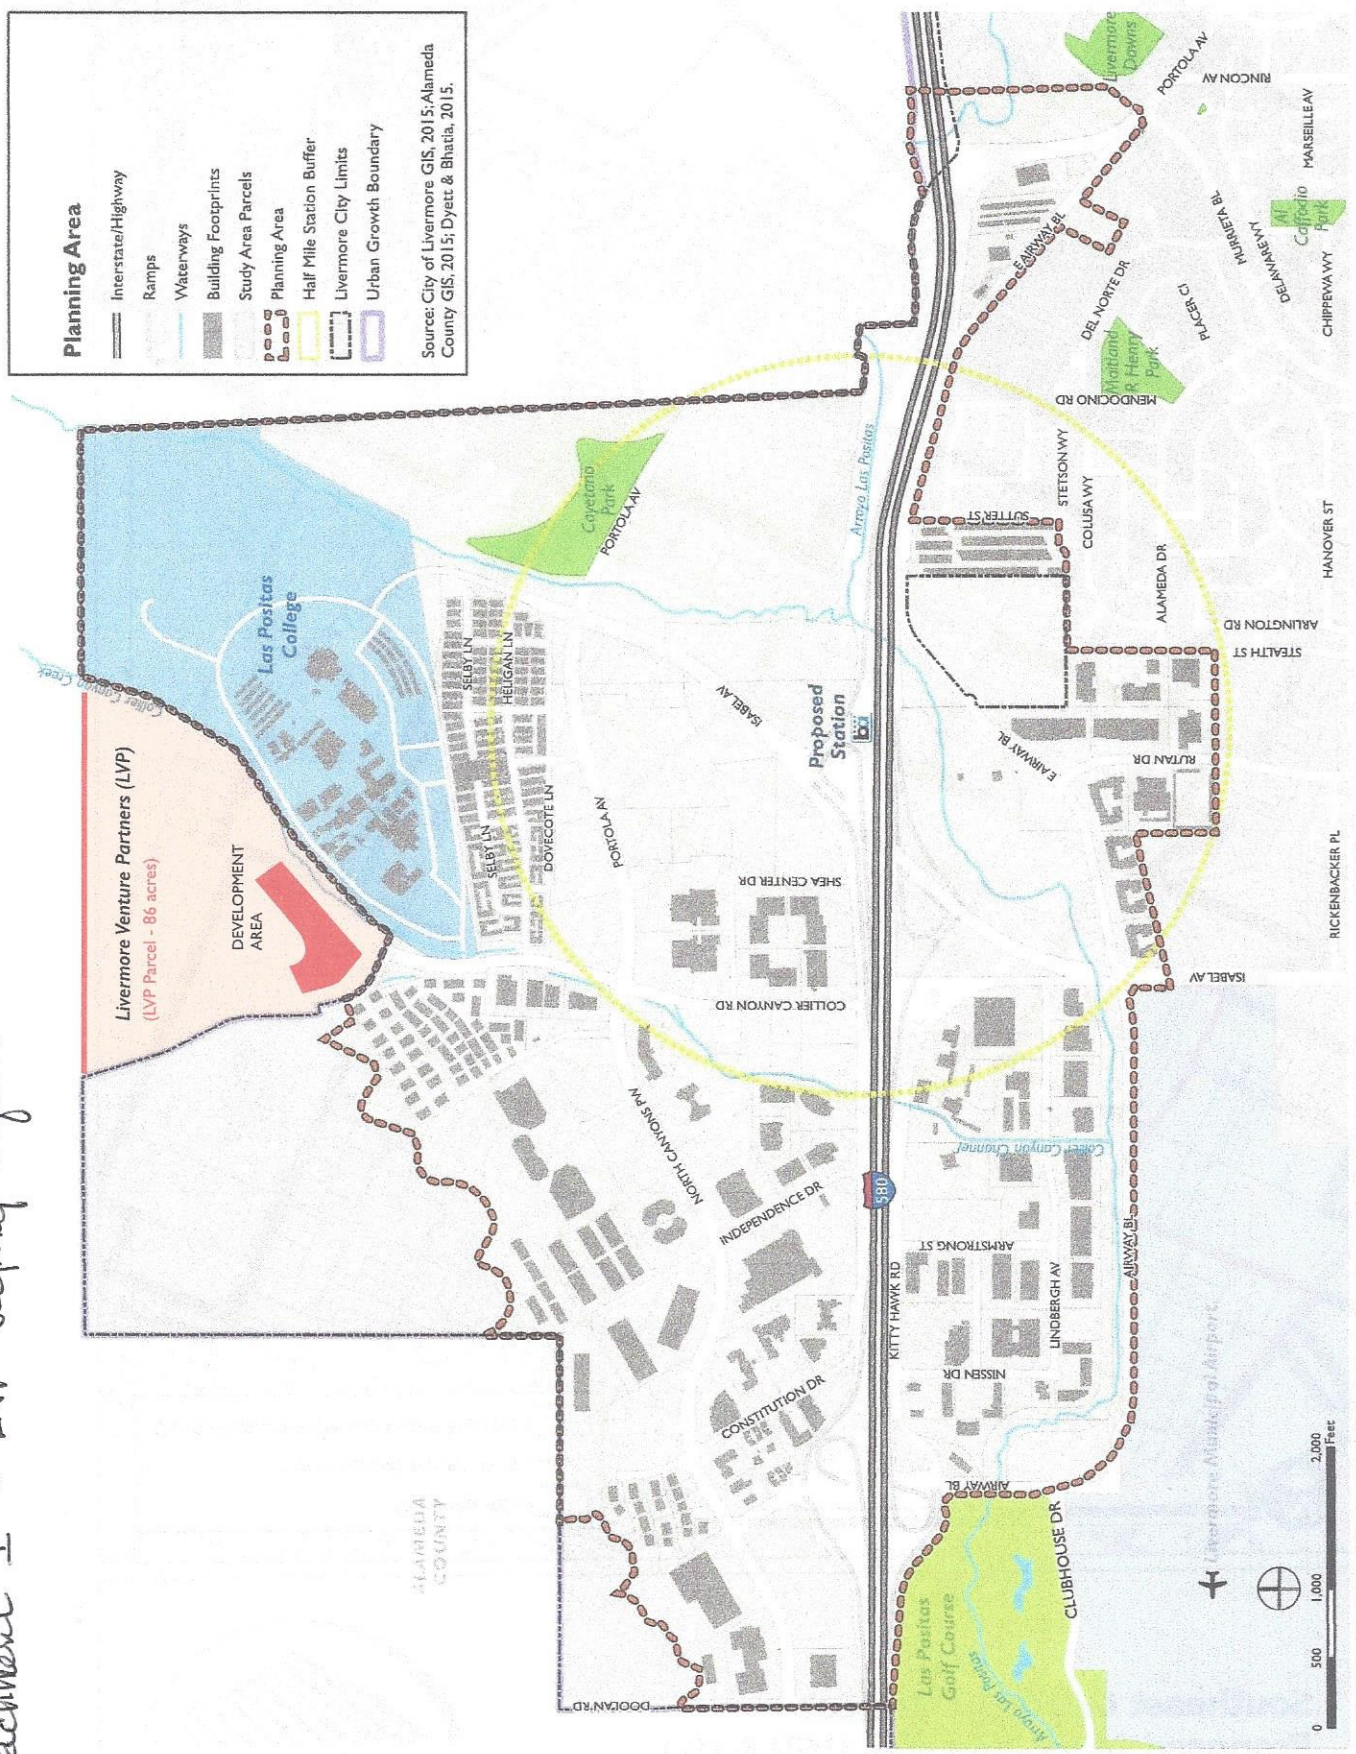 Planning Area
Interstate/Highway
Ramps
Waterways
Building Footprints
Study Area Parcels
Planning Area
Half Mile Station Buffer
Livermore City Limits
Urban Growth Boundary
Source: City of Livermore GIS, 2015; Alameda
County GIS, 2015; Dyett & Bhatia, 2015.
Livermore Venture Partners (LVP)
(LVP Parcel - 86 acres)
DEVELOPMENT
AREA
Collier Canyon Creek
Las Positas
College
ALAMEDA
COUNTY
SELBY LN
HELIGAN LN
SELBY LN
DOVECOTE LN
Cayetano
Park
PORTOLA AV
PORTOLA AV
ISABEL AV
NORTH CANYONS PW
COLLIER CANYON RD
SHEA CENTER DR
INDEPENDENCE DR
CONSTITUTION DR
DOOLAN RD
Proposed
Station
Arroyo Las Positas
580
KITTY HAWK RD
ARMSTRONG ST
NISSEN DR
LINDBERGH AV
Collier Canyon Channel
AIRWAY BL
AIRWAY BL
CLUBHOUSE DR
Las Positas
Golf Course
Arroyo Las Positas
Livermore Municipal Airport
E AIRWAY BL
RUTAN DR
ISABEL AV
RICKENBACKER PL
STEALTH ST
ARLINGTON RD
HANOVER ST
ALAMEDA DR
SUTTER ST
STETSON WY
COLUSA WY
MENDOCINO RD
Maitland
R Henry
Park
E AIRWAY BL
DEL NORTE DR
PLACER CI
MURRIETA BL
DELAWARE WY
CHIPPEWA WY
Al
Caffodio
Park
MARSEILLE AV
RINCON AV
PORTOLA AV
Livermore
Downs
0 500 1,000 2,000
Feet